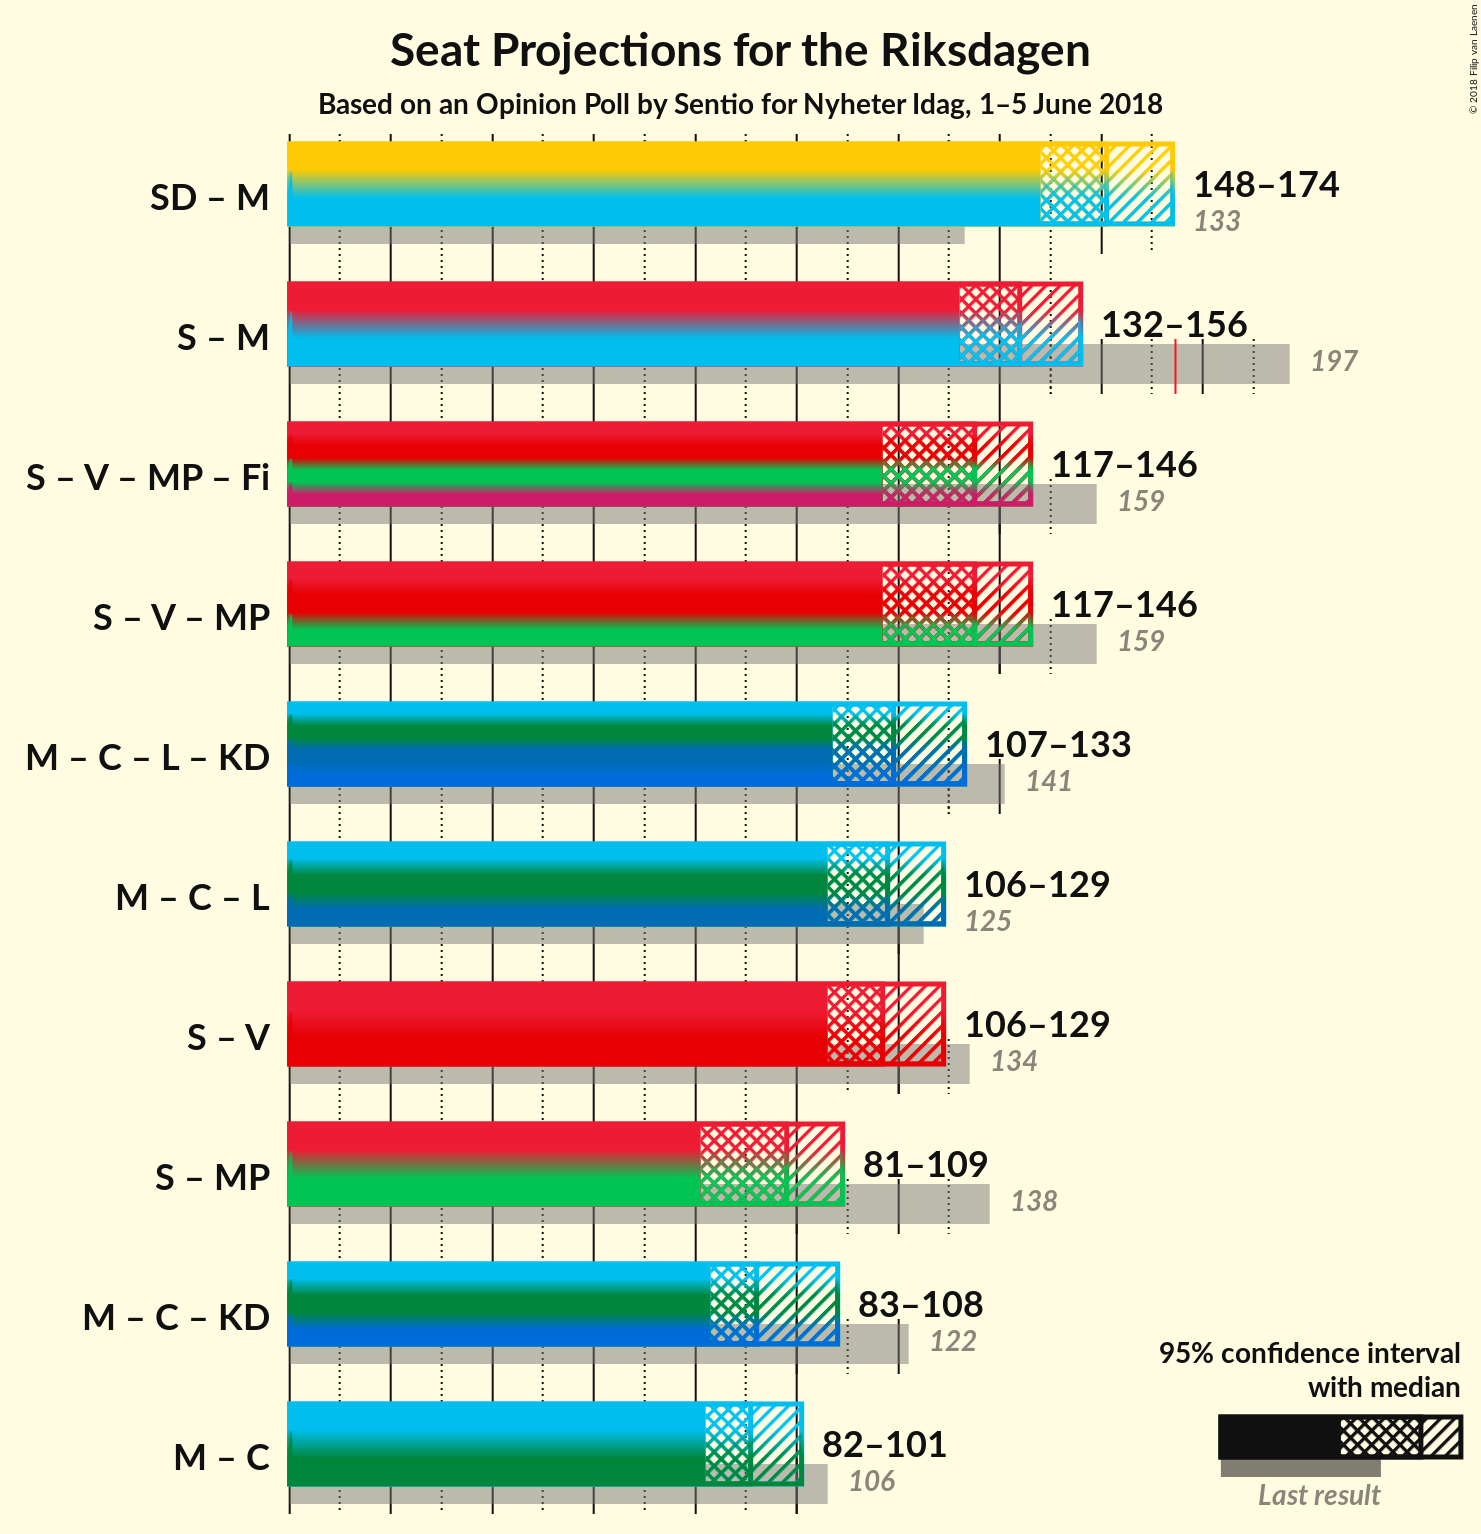 Seat Projections for the Riksdagen
Based on an Opinion Poll by Sentio for Nyheter Idag, 1–5 June 2018
© 2018 Filip van Laenen
SD – M
148–174
133
S – M
132–156
197
S – V – MP – Fi
117–146
159
S – V – MP
117–146
159
M – C – L – KD
107–133
141
M – C – L
106–129
125
S – V
106–129
134
S – MP
81–109
138
M – C – KD
83–108
122
M – C
82–101
106
95% confidence interval
with median
Last result